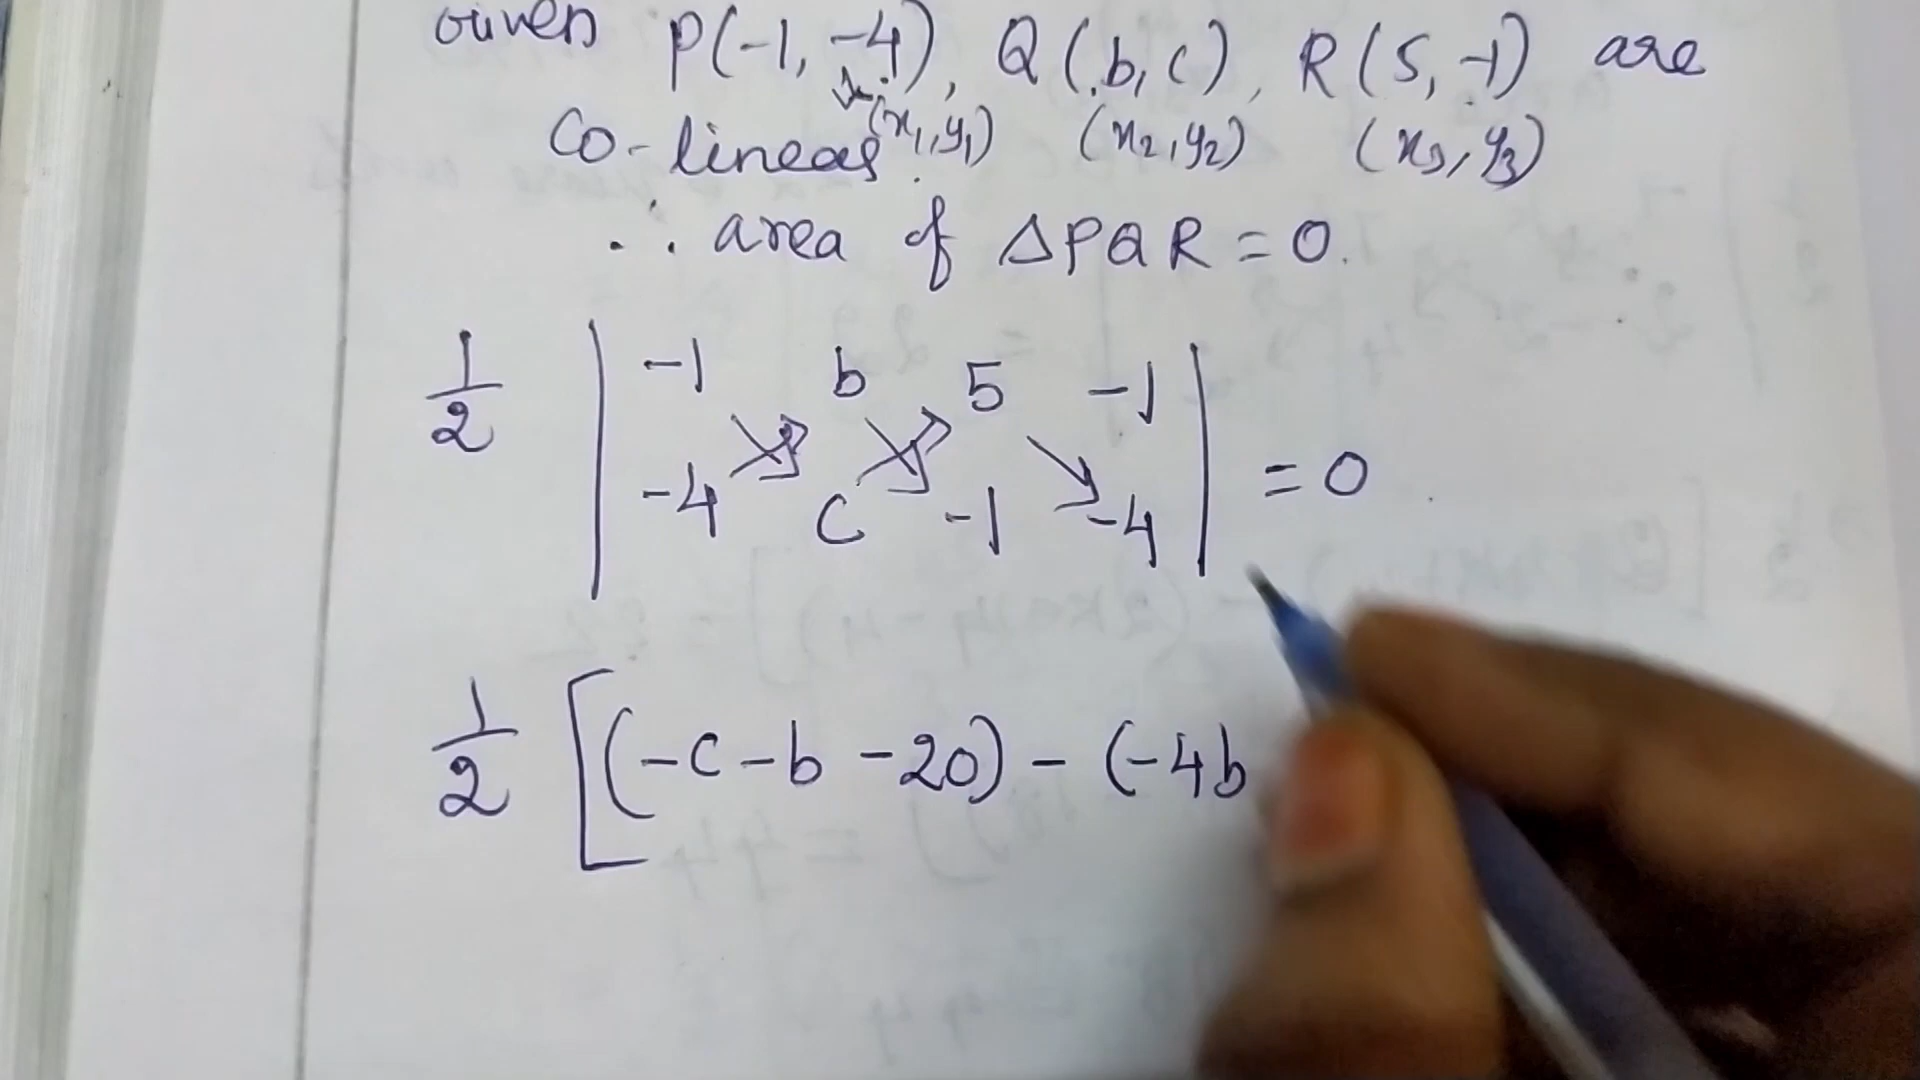 Given P(-1, -4), Q(b, c), R(5, -1) are
Co-linear. (x1, y1) (x2, y2) (x3, y3)
∴ area of ΔPQR = 0.
1/2 | -1 b 5 -1 |
| -4 c -1 -4 | = 0
1/2 [(-c - b - 20) - (-4b